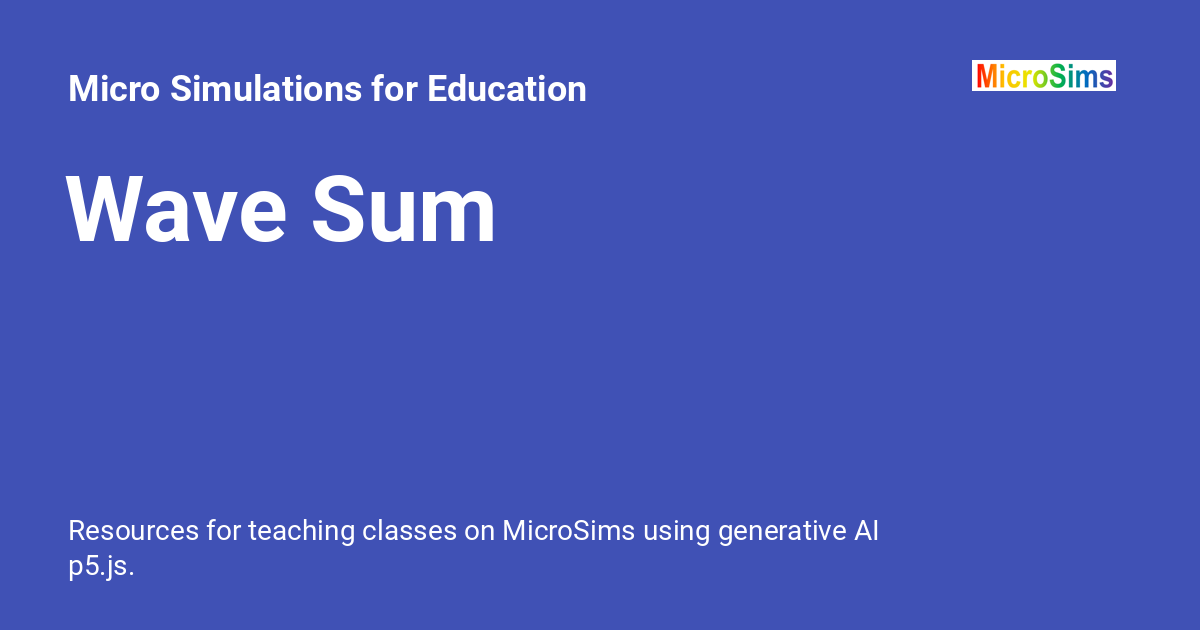 Micro Simulations for Education
MicroSims
Wave Sum
Resources for teaching classes on MicroSims using generative AI
p5.js.